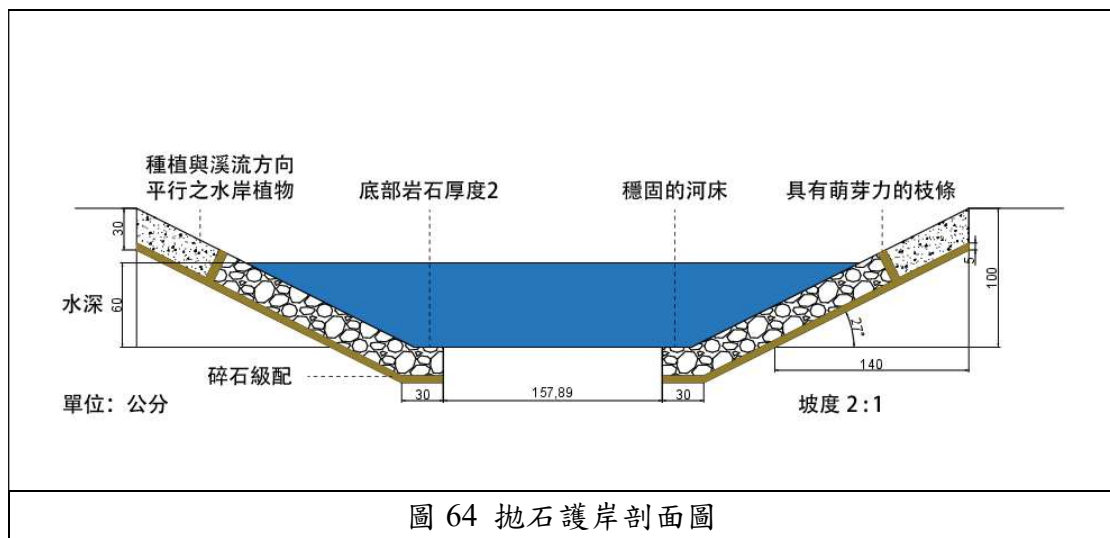 種植與溪流方向
平行之水岸植物
底部岩石厚度2
穩固的河床
具有萌芽力的枝條
30
5
100
水深
60
27°
140
碎石級配
30
157,89
30
單位：公分
坡度 2:1
圖 64 拋石護岸剖面圖